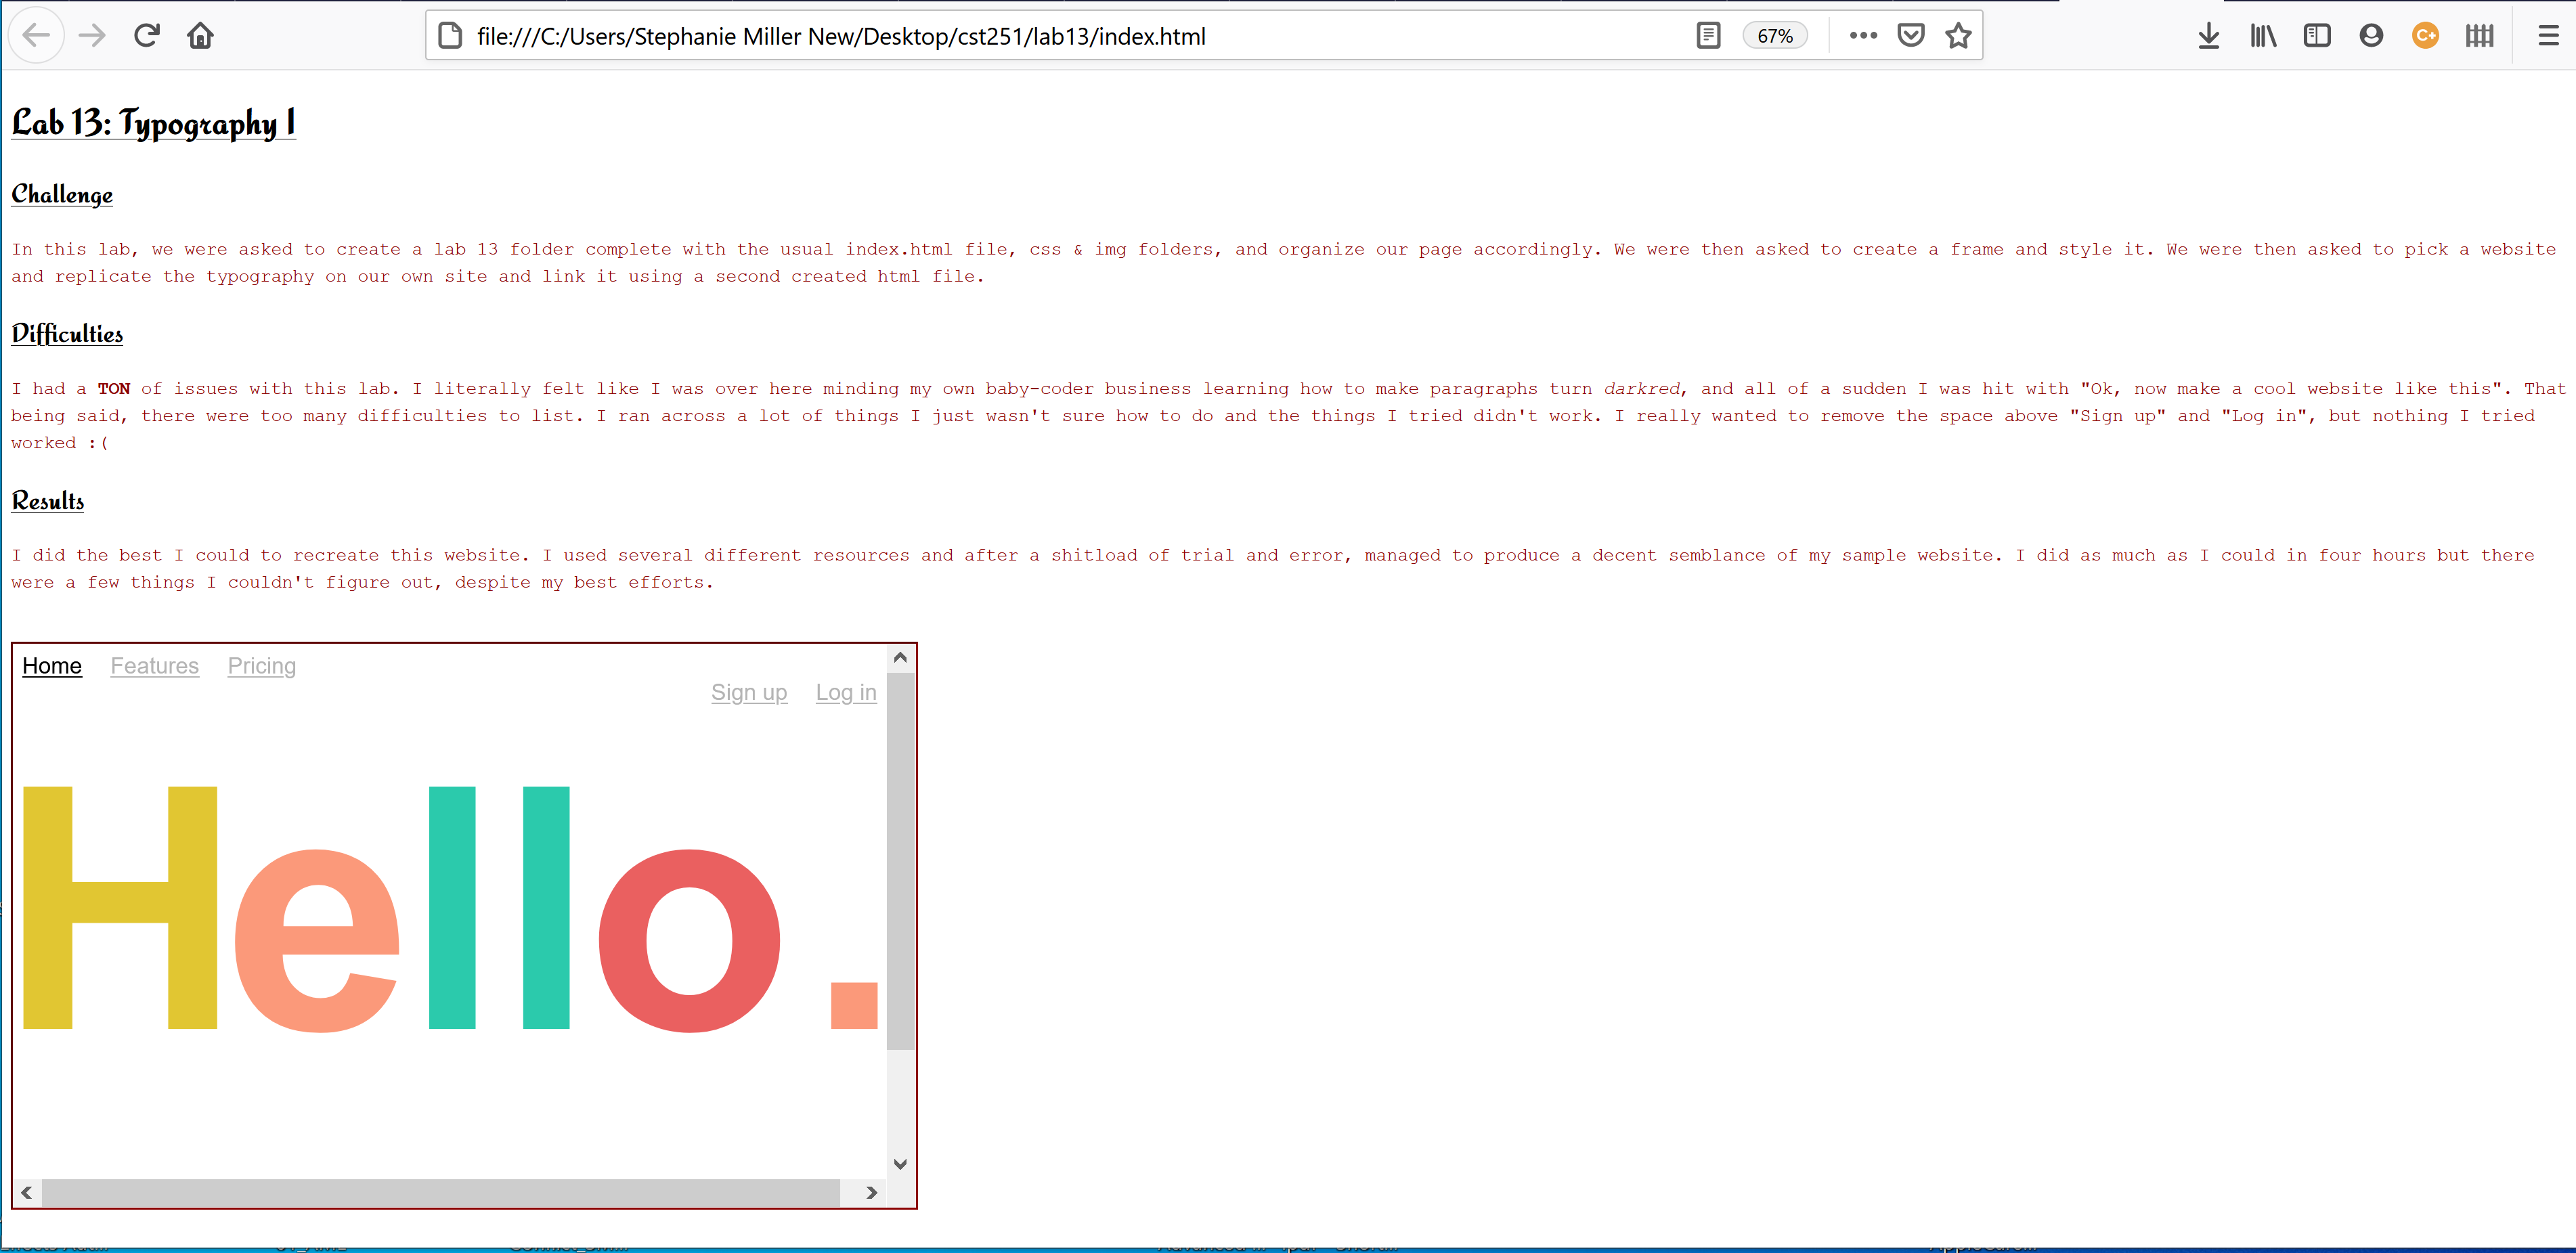 file:///C:/Users/Stephanie Miller New/Desktop/cst251/lab13/index.html
67%
C+
Lab 13: Typography I
Challenge
In this lab, we were asked to create a lab 13 folder complete with the usual index.html file, css & img folders, and organize our page accordingly. We were then asked to create a frame and style it. We were then asked to pick a website
and replicate the typography on our own site and link it using a second created html file.
Difficulties
I had a TON of issues with this lab. I literally felt like I was over here minding my own baby-coder business learning how to make paragraphs turn darkred, and all of a sudden I was hit with "Ok, now make a cool website like this". That
being said, there were too many difficulties to list. I ran across a lot of things I just wasn't sure how to do and the things I tried didn't work. I really wanted to remove the space above "Sign up" and "Log in", but nothing I tried
worked :(
Results
I did the best I could to recreate this website. I used several different resources and after a shitload of trial and error, managed to produce a decent semblance of my sample website. I did as much as I could in four hours but there
were a few things I couldn't figure out, despite my best efforts.
Home Features Pricing
Sign up Log in
Hello.